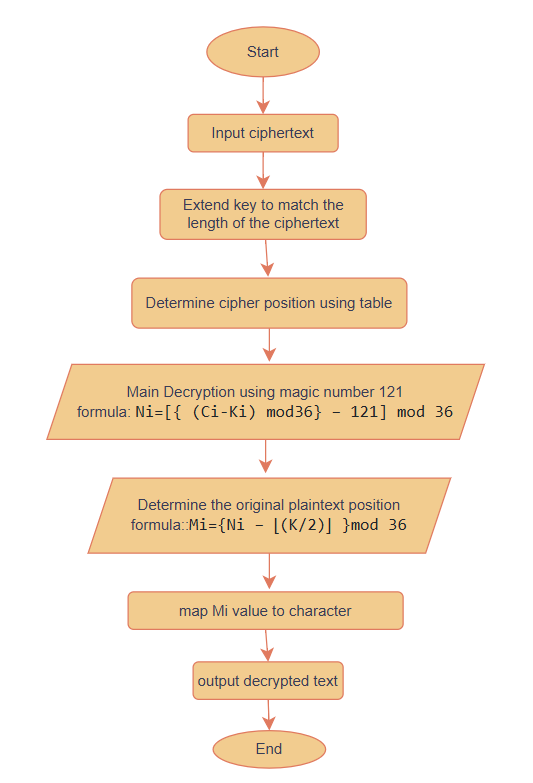 Start
Input ciphertext
Extend key to match the
length of the ciphertext
Determine cipher position using table
Main Decryption using magic number 121
formula: Ni=[{ (Ci-Ki) mod36} − 121] mod 36
Determine the original plaintext position
formula::Mi={Ni − ⌊(K/2)⌋ }mod 36
map Mi value to character
output decrypted text
End